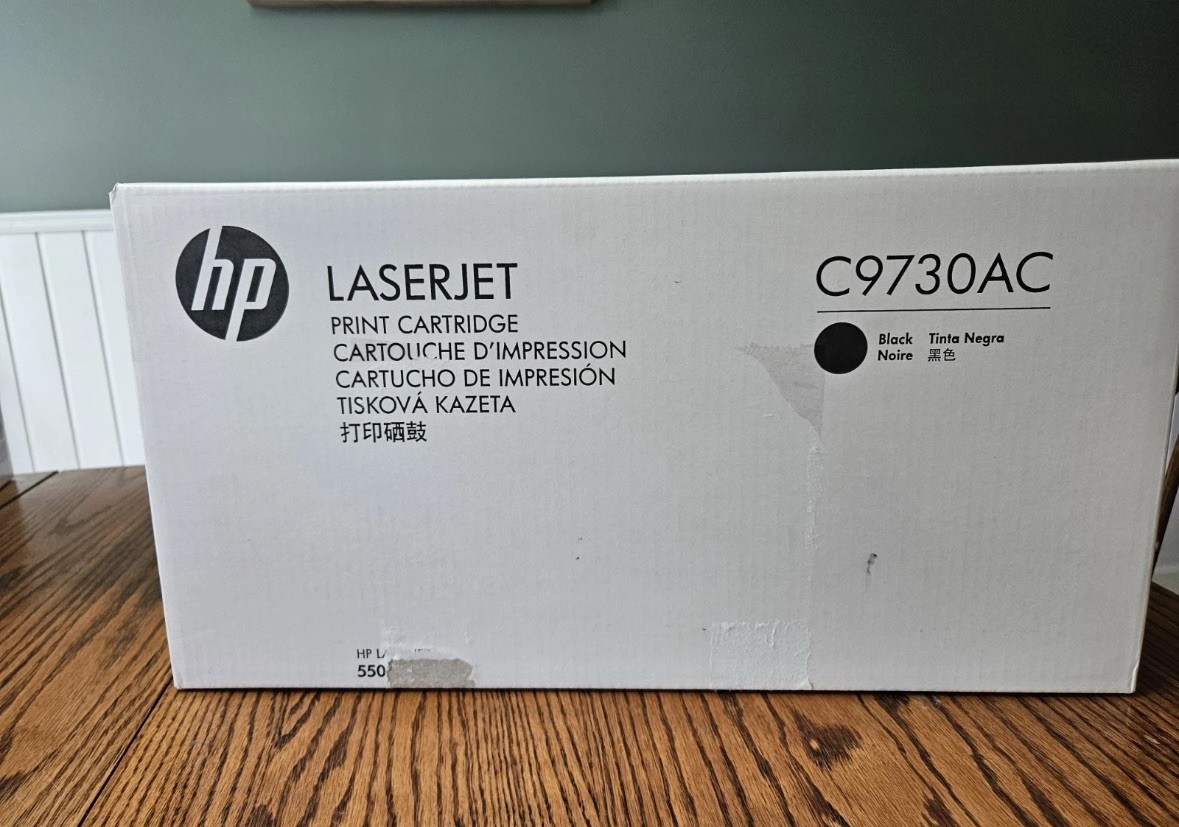 hp
LASERJET
PRINT CARTRIDGE
CARTOUCHE D'IMPRESSION
CARTUCHO DE IMPRESIÓN
TISKOVÁ KAZETA
打印硒鼓
C9730AC
Black Tinta Negra
Noire 黑色
HP
550